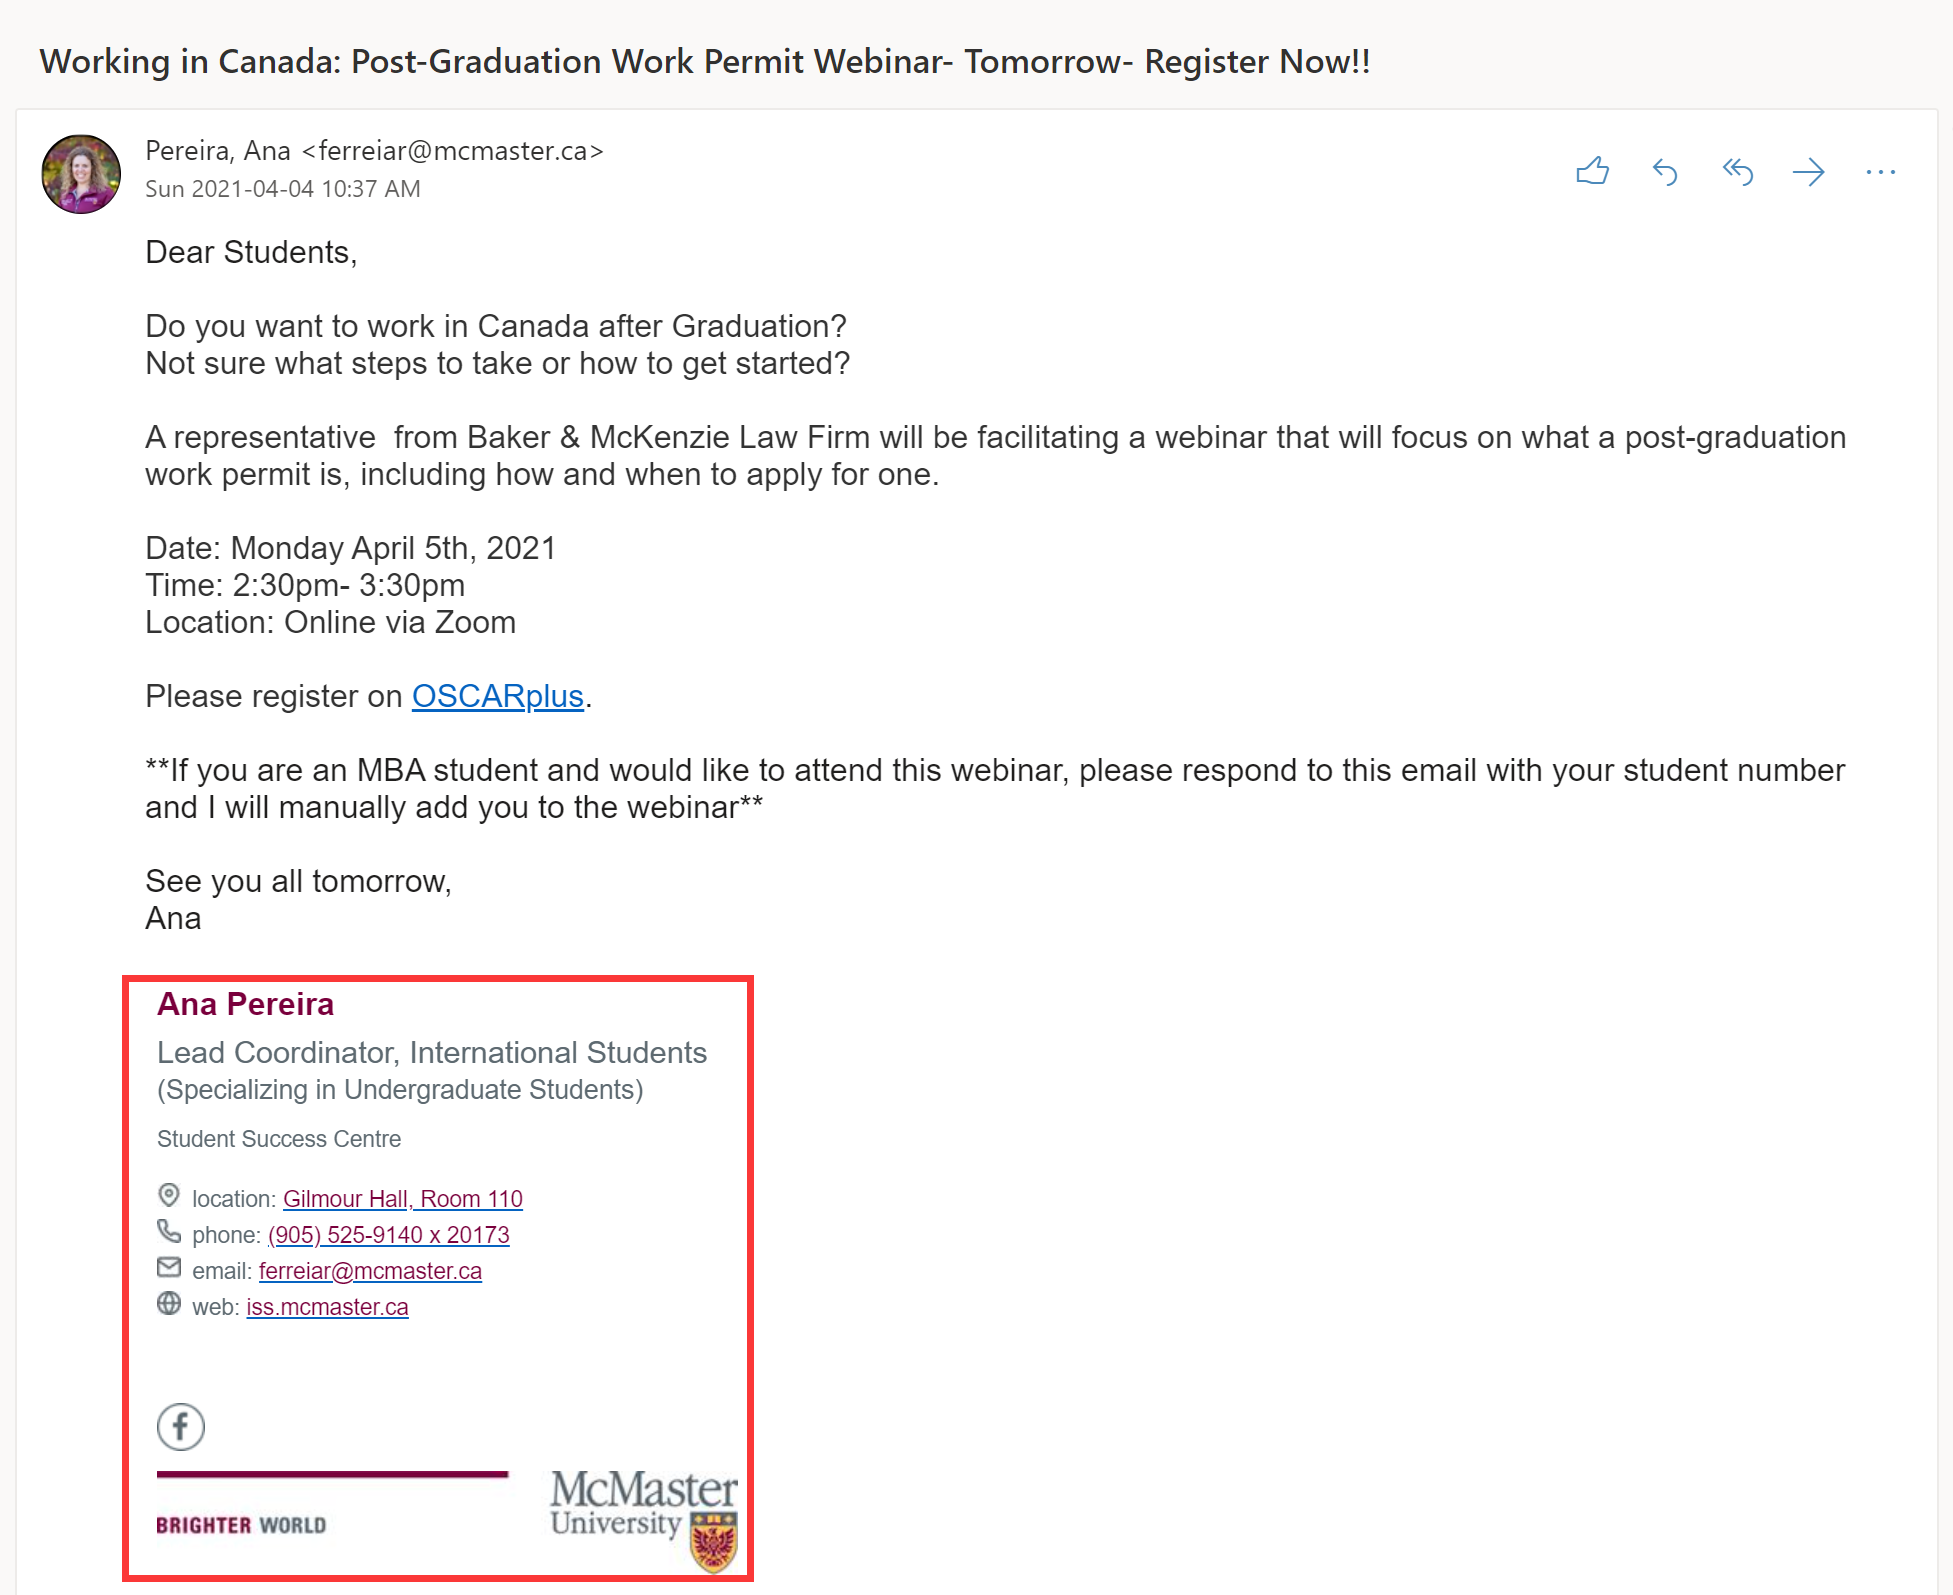 Working in Canada: Post-Graduation Work Permit Webinar- Tomorrow- Register Now!!
Pereira, Ana <ferreiar@mcmaster.ca>
Sun 2021-04-04 10:37 AM
Dear Students,
Do you want to work in Canada after Graduation?
Not sure what steps to take or how to get started?
A representative  from Baker & McKenzie Law Firm will be facilitating a webinar that will focus on what a post-graduation
work permit is, including how and when to apply for one.
Date: Monday April 5th, 2021
Time: 2:30pm- 3:30pm
Location: Online via Zoom
Please register on OSCARplus.
**If you are an MBA student and would like to attend this webinar, please respond to this email with your student number
and I will manually add you to the webinar**
See you all tomorrow,
Ana
Ana Pereira
Lead Coordinator, International Students
(Specializing in Undergraduate Students)
Student Success Centre
location: Gilmour Hall, Room 110
phone: (905) 525-9140 x 20173
email: ferreiar@mcmaster.ca
web: iss.mcmaster.ca
BRIGHTER WORLD
McMaster
University